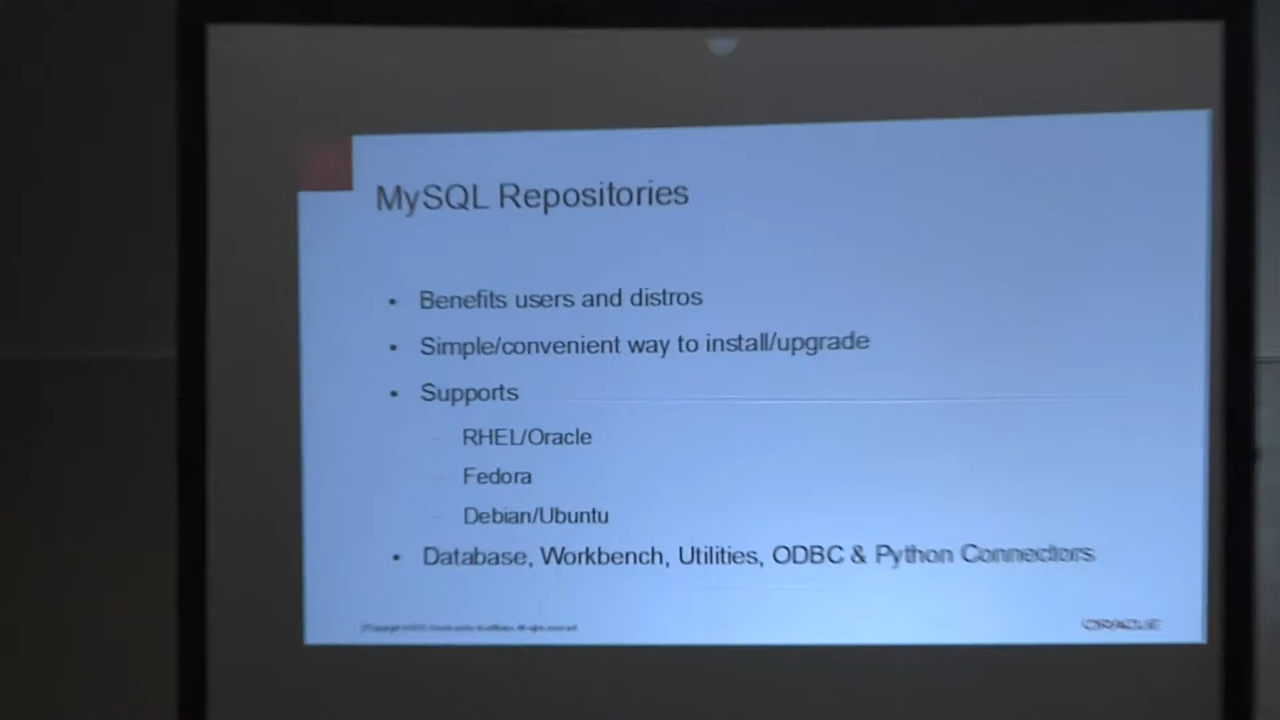 MySQL Repositories
• Benefits users and distros
• Simple/convenient way to install/upgrade
• Supports
– RHEL/Oracle
– Fedora
– Debian/Ubuntu
• Database, Workbench, Utilities, ODBC & Python Connectors
ORACLE